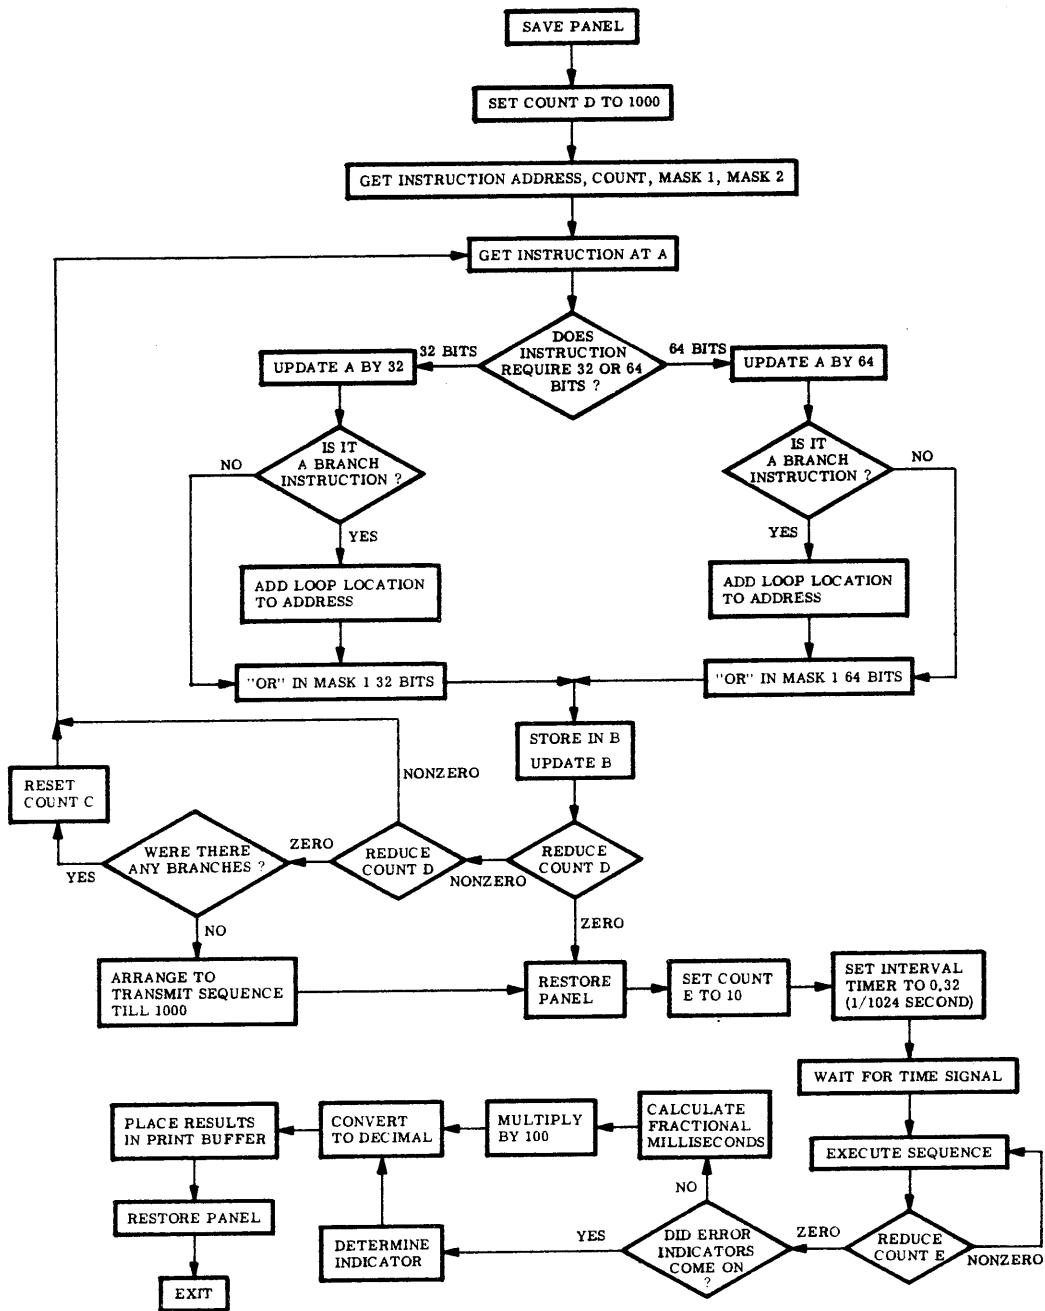 SAVE PANEL
SET COUNT D TO 1000
GET INSTRUCTION ADDRESS, COUNT, MASK 1, MASK 2
GET INSTRUCTION AT A
DOES
INSTRUCTION
REQUIRE 32 OR 64
BITS ?
32 BITS
64 BITS
UPDATE A BY 32
UPDATE A BY 64
IS IT
A BRANCH
INSTRUCTION ?
NO
YES
IS IT
A BRANCH
INSTRUCTION ?
NO
YES
ADD LOOP LOCATION
TO ADDRESS
ADD LOOP LOCATION
TO ADDRESS
"OR" IN MASK 1 32 BITS
"OR" IN MASK 1 64 BITS
STORE IN B
UPDATE B
NONZERO
RESET
COUNT C
WERE THERE
ANY BRANCHES ?
YES
ZERO
REDUCE
COUNT D
NONZERO
REDUCE
COUNT D
NO
ZERO
ARRANGE TO
TRANSMIT SEQUENCE
TILL 1000
RESTORE
PANEL
SET COUNT
E TO 10
SET INTERVAL
TIMER TO 0.32
(1/1024 SECOND)
WAIT FOR TIME SIGNAL
EXECUTE SEQUENCE
REDUCE
COUNT E
NONZERO
ZERO
DID ERROR
INDICATORS
COME ON
?
NO
YES
CALCULATE
FRACTIONAL
MILLISECONDS
MULTIPLY
BY 100
CONVERT
TO DECIMAL
PLACE RESULTS
IN PRINT BUFFER
DETERMINE
INDICATOR
RESTORE PANEL
EXIT